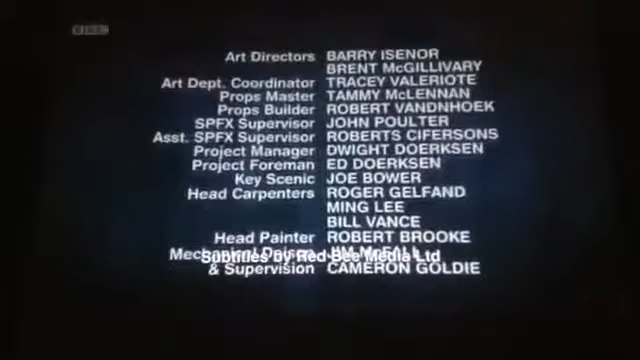 Art Directors BARRY ISENOR
BRENT McGILLIVARY
Art Dept. Coordinator TRACEY VALERIOTE
Props Master TAMMY McLENNAN
Props Builder ROBERT VANDNHOEK
SPFX Supervisor JOHN POULTER
Asst. SPFX Supervisor ROBERTS CIFERSONS
Project Manager DWIGHT DOERKSEN
Project Foreman ED DOERKSEN
Key Scenic JOE BOWER
Head Carpenters ROGER GELFAND
MING LEE
BILL VANCE
Head Painter ROBERT BROOKE
Subtitles by Red Bee Media Ltd
& Supervision CAMERON GOLDIE